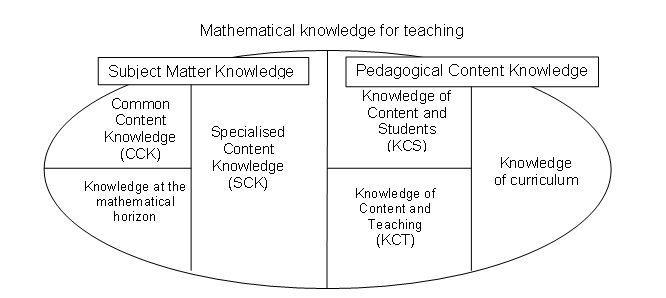 Mathematical knowledge for teaching
Subject Matter Knowledge
Pedagogical Content Knowledge
Common
Content
Knowledge
(CCK)
Knowledge at the
mathematical
horizon
Specialised
Content
Knowledge
(SCK)
Knowledge of
Content and
Students
(KCS)
Knowledge of
Content and
Teaching
(KCT)
Knowledge
of curriculum